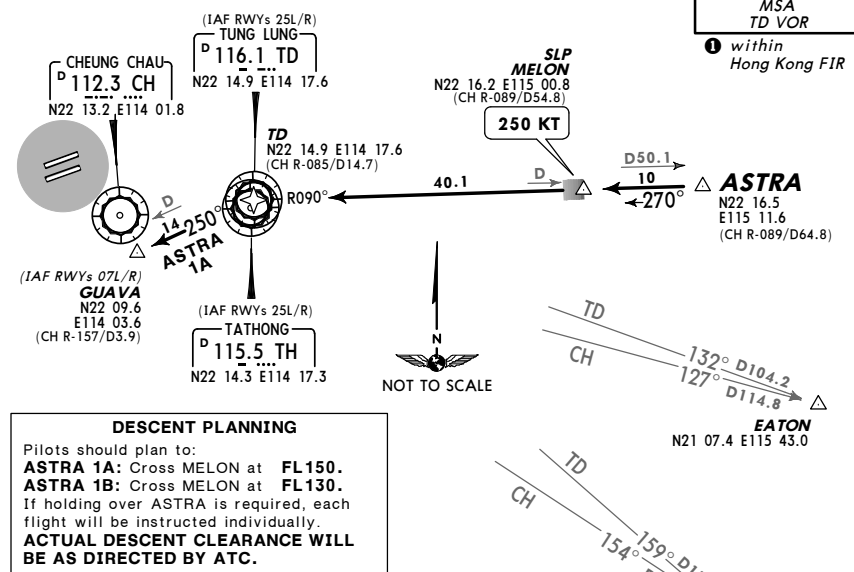 MSA
TD VOR
1 within
Hong Kong FIR
(IAF RWYs 25L/R)
TUNG LUNG
D 116.1 TD
N22 14.9 E114 17.6
CHEUNG CHAU
D 112.3 CH
N22 13.2 E114 01.8
SLP
MELON
N22 16.2 E115 00.8
(CH R-089/D54.8)
250 KT
TD
N22 14.9 E114 17.6
(CH R-085/D14.7)
R090°
40.1
D
D50.1
10
270°
ASTRA
N22 16.5
E115 11.6
(CH R-089/D64.8)
D
14
250°
ASTRA
1A
(IAF RWYs 07L/R)
GUAVA
N22 09.6
E114 03.6
(CH R-157/D3.9)
(IAF RWYs 25L/R)
TATHONG
D 115.5 TH
N22 14.3 E114 17.3
N
NOT TO SCALE
TD
132° D104.2
CH
127° D114.8
EATON
N21 07.4 E115 43.0
TD
159°
CH
154°
DESCENT PLANNING
Pilots should plan to:
ASTRA 1A: Cross MELON at FL150.
ASTRA 1B: Cross MELON at FL130.
If holding over ASTRA is required, each
flight will be instructed individually.
ACTUAL DESCENT CLEARANCE WILL
BE AS DIRECTED BY ATC.